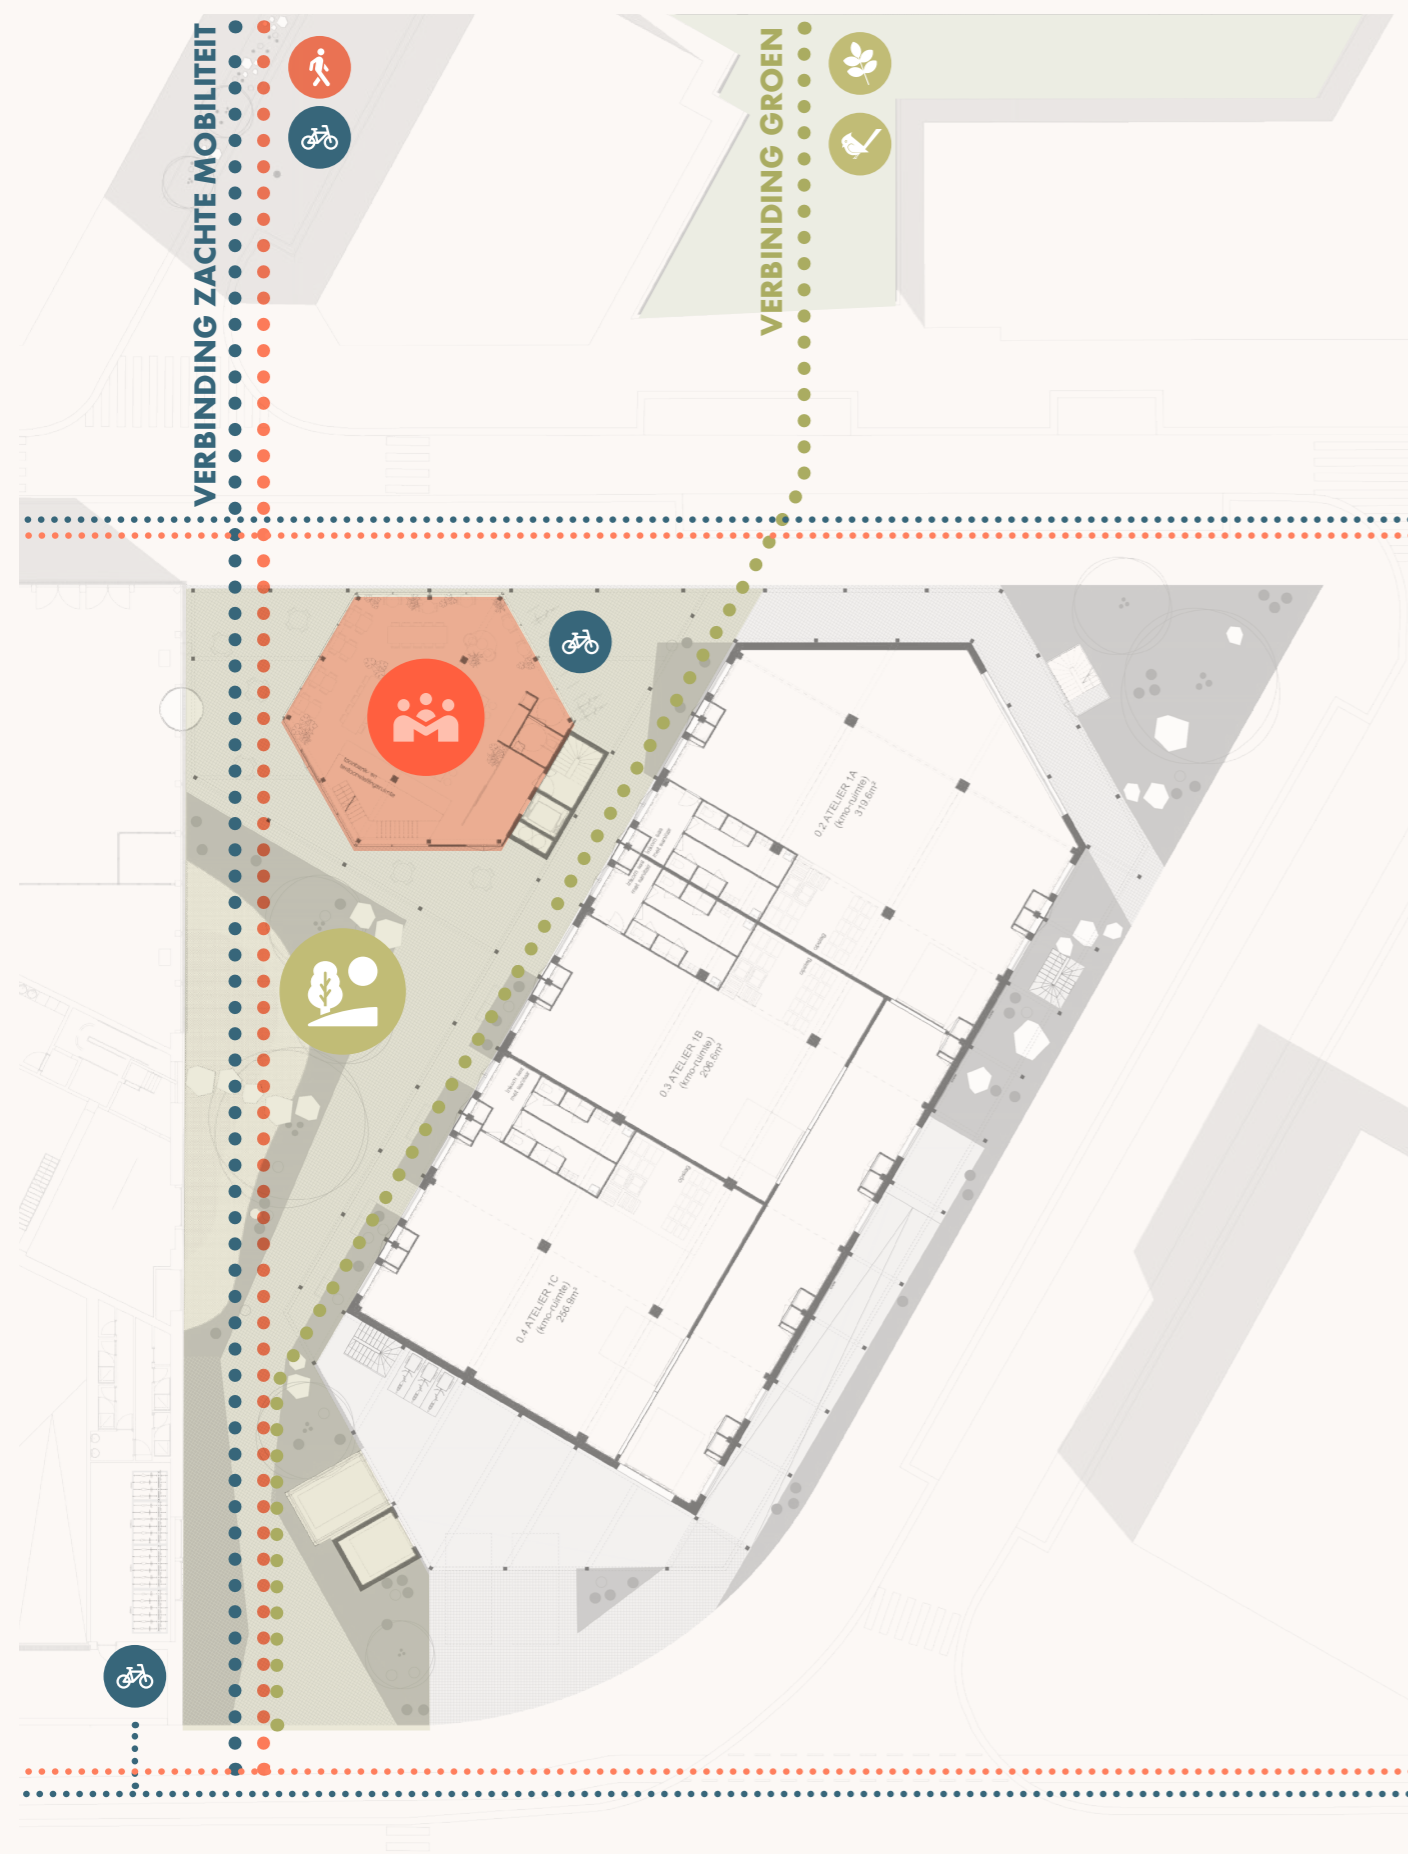 VERBINDING ZACHTE MOBILITEIT
VERBINDING GROEN
0.2 ATELIER 1A
(kmo-ruimte)
319.6m²
0.3 ATELIER 1B
(kmo-ruimte)
206.6m²
0.4 ATELIER 1C
(kmo-ruimte)
256.9m²